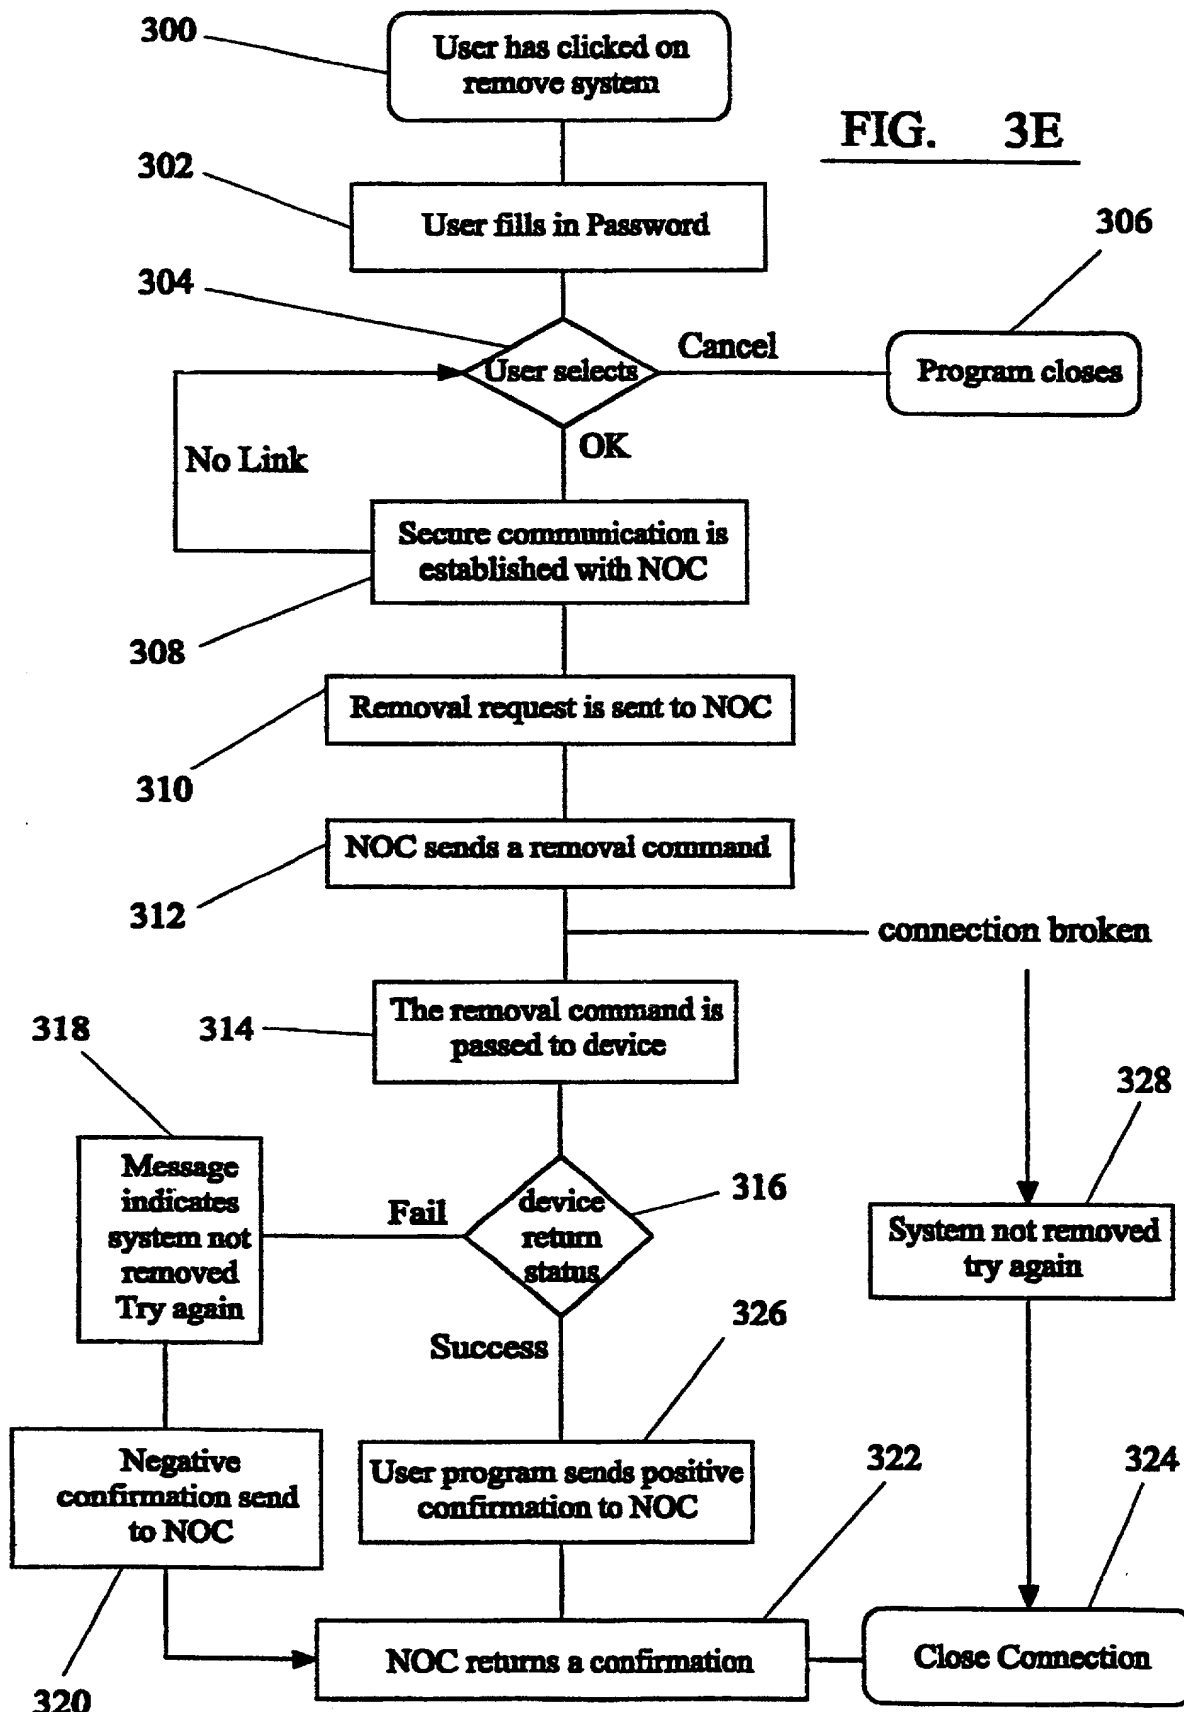 300
User has clicked on
remove system
FIG. 3E
302
User fills in Password
306
304
User selects
Cancel
Program closes
OK
No Link
Secure communication is
established with NOC
308
Removal request is sent to NOC
310
NOC sends a removal command
312
connection broken
314
The removal command is
passed to device
318
328
Message
indicates
system not
removed
Try again
Fail
device
return
status
316
System not removed
try again
Success
326
Negative
confirmation send
to NOC
User program sends positive
confirmation to NOC
322
324
NOC returns a confirmation
Close Connection
320